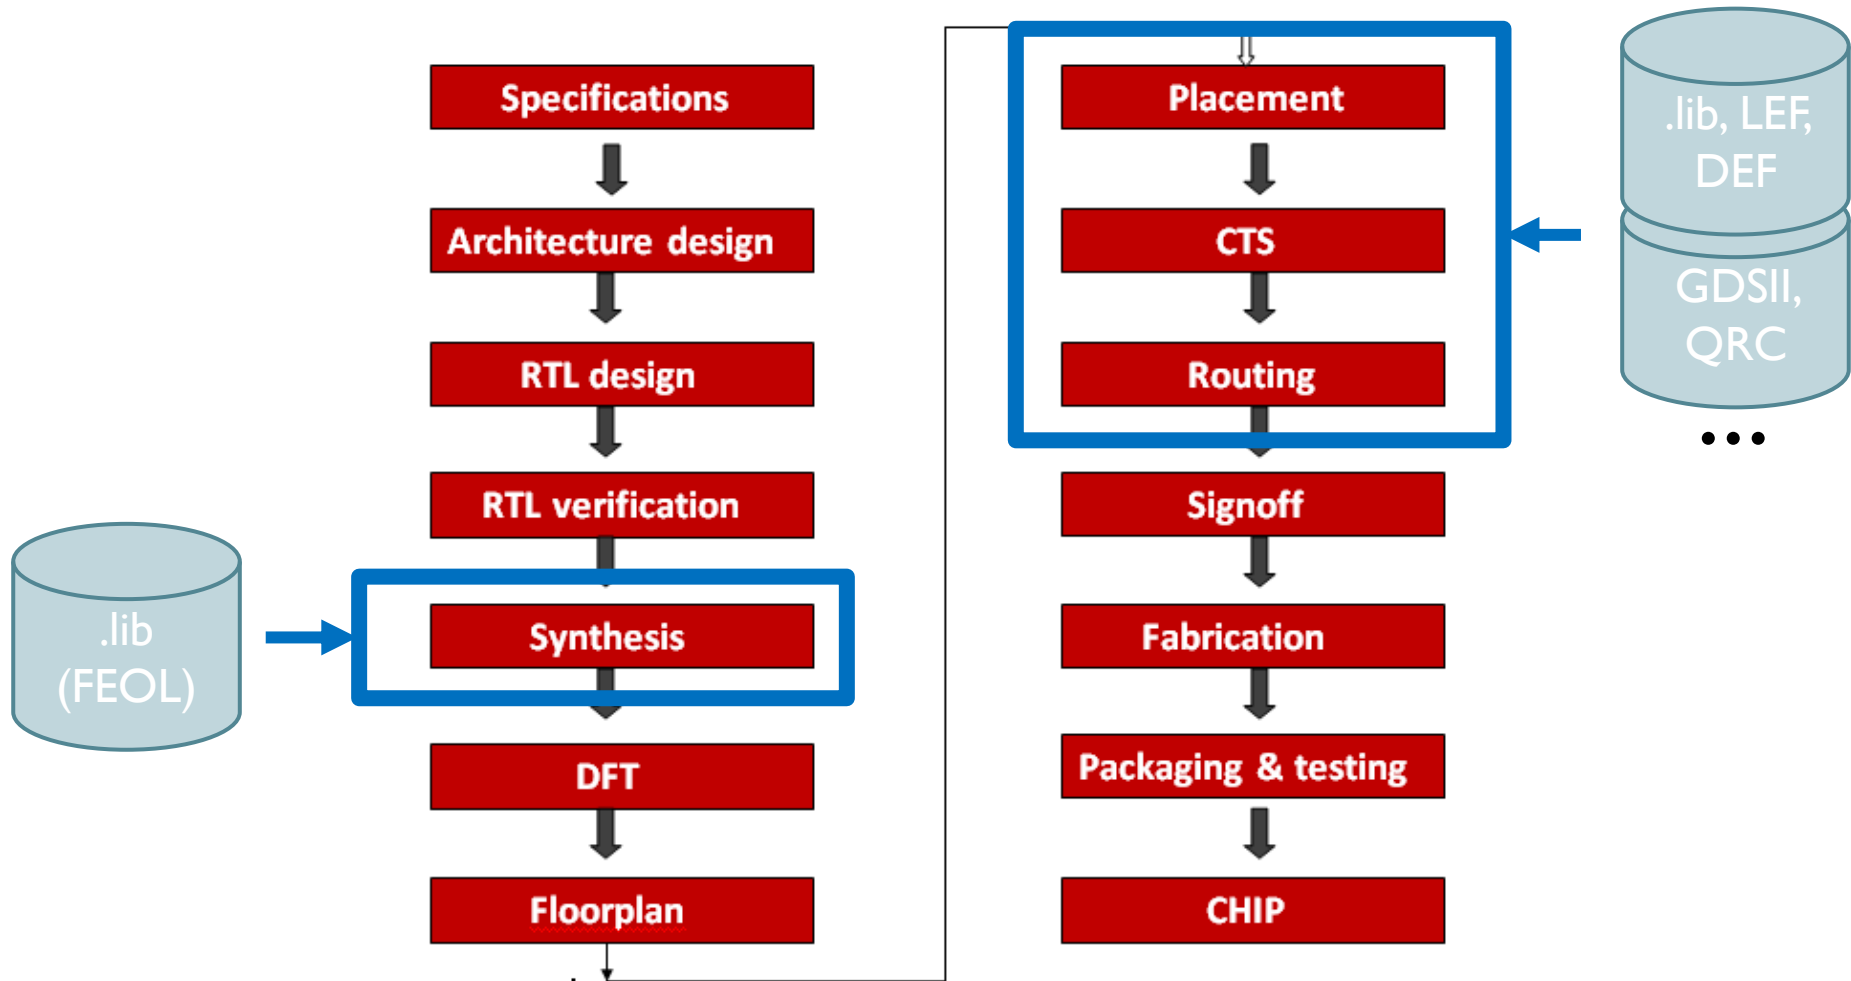 Specifications
Architecture design
RTL design
RTL verification
Synthesis
DFT
Floorplan
.lib
(FEOL)
Placement
CTS
Routing
Signoff
Fabrication
Packaging & testing
CHIP
.lib, LEF,
DEF
GDSII,
QRC
...